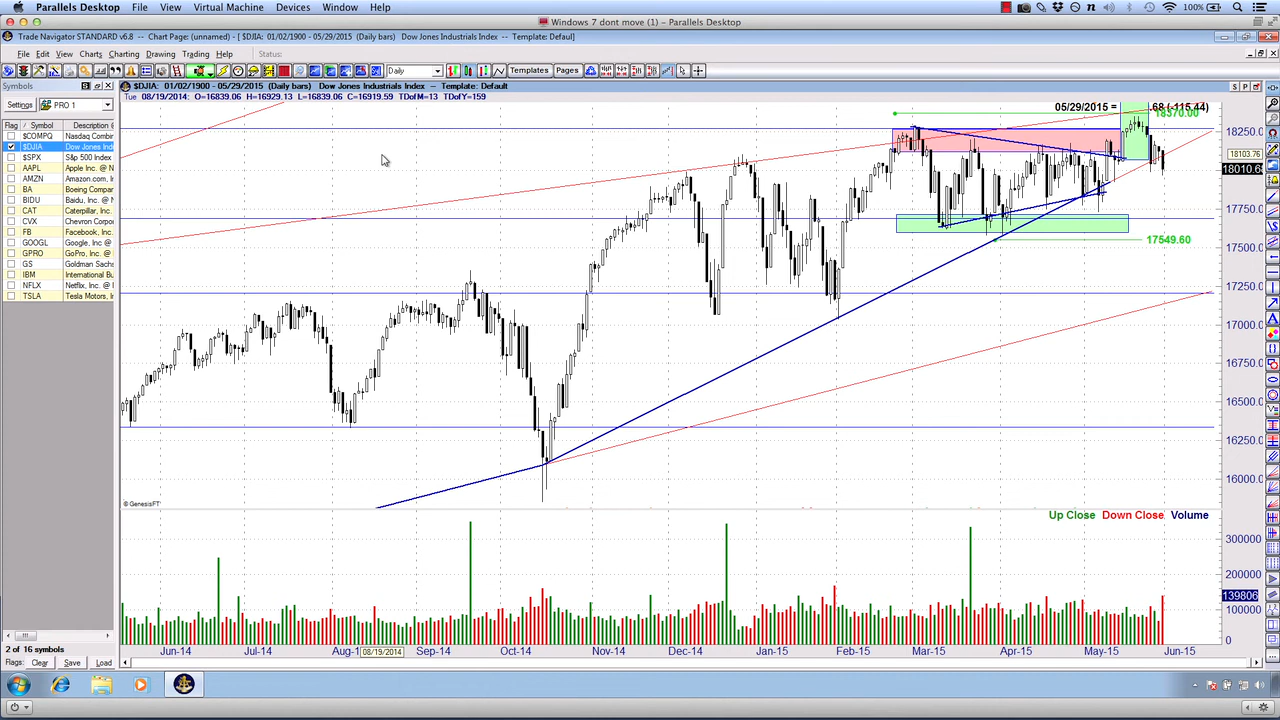 Parallels Desktop File View Virtual Machine Devices Window Help 100%
Windows 7 dont move (1) - Parallels Desktop
Trade Navigator STANDARD v6.8 - Chart Page: (unnamed) - [ $DJIA: 01/02/1900 - 05/29/2015 (Daily bars) Dow Jones Industrials Index - Template: Default]
File Edit View Charts Charting Drawing Trading Help Status:
Daily Templates Pages
Symbols
$DJIA: 01/02/1900 - 05/29/2015 (Daily bars) Dow Jones Industrials Index - Template: Default
S P
Tue 08/19/2014: O=16839.06 H=16929.13 L=16839.06 C=16919.59 TDofM=13 TDofY=159
Settings PRO 1
Flag Symbol Description
$COMPQ Nasdaq Combin
$DJIA Dow Jones Indu
$SPX S&P 500 Index
AAPL Apple Inc. @ N
AMZN Amazon.com, In
BA Boeing Compan
BIDU Baidu, Inc. @ N
CAT Caterpillar, Inc
CVX Chevron Corpor
FB Facebook, Inc.
GOOGL Google, Inc @
GPRO GoPro, Inc. @ N
GS Goldman Sachs
IBM International Bu
NFLX Netflix, Inc. @
TSLA Tesla Motors, In
05/29/2015 = .68 (-115.44)
18370.00
18250.0
18103.76
18010.6
17750.0
17549.60
17500.0
17250.0
17000.0
16750.0
16500.0
16250.0
16000.0
© GenesisFT
Up Close Down Close Volume
300000
200000
139806
100000
0
Jun-14 Jul-14 Aug-1 08/19/2014 Sep-14 Oct-14 Nov-14 Dec-14 Jan-15 Feb-15 Mar-15 Apr-15 May-15 Jun-15
2 of 16 symbols
Flags: Clear Save Load